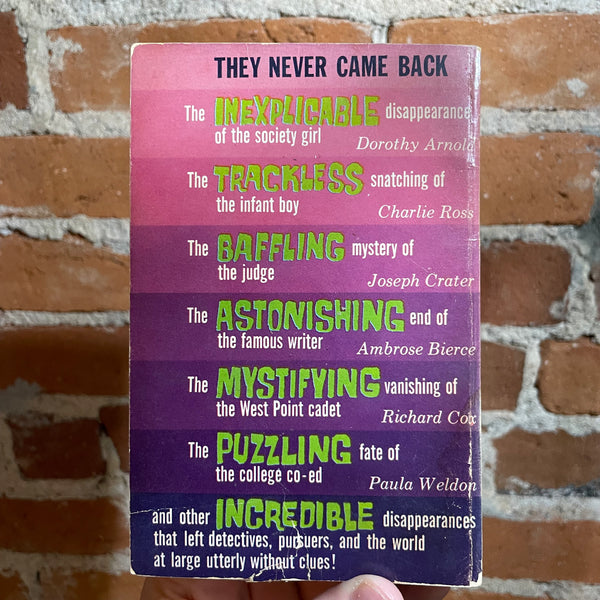 THEY NEVER CAME BACK
The INEXPLICABLE disappearance
of the society girl
Dorothy Arnold
The TRACKLESS snatching of
the infant boy
Charlie Ross
The BAFFLING mystery of
the judge
Joseph Crater
The ASTONISHING end of
the famous writer
Ambrose Bierce
The MYSTIFYING vanishing of
the West Point cadet
Richard Cox
The PUZZLING fate of
the college co-ed
Paula Weldon
and other INCREDIBLE disappearances
that left detectives, pursuers, and the world
at large utterly without clues!